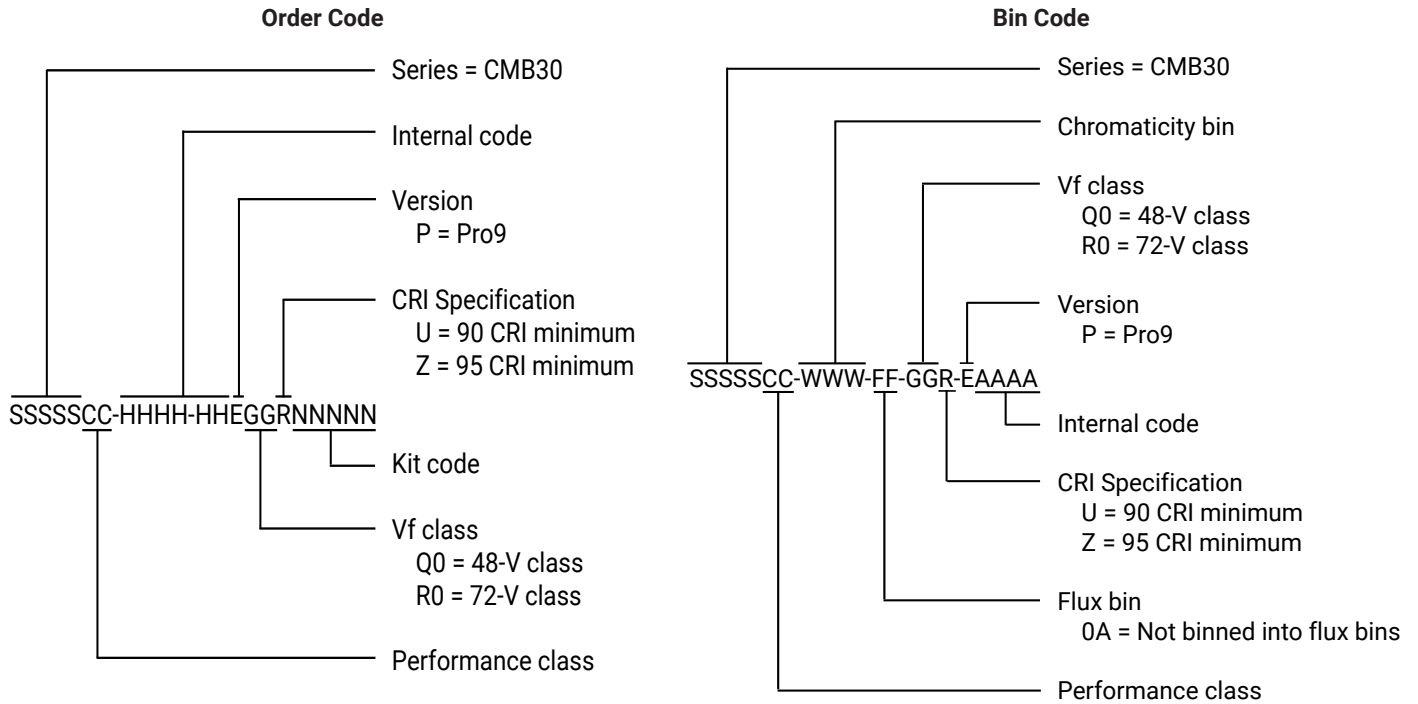 Order Code
Series = CMB30
Internal code
Version
P = Pro9
CRI Specification
U = 90 CRI minimum
Z = 95 CRI minimum
SSSSSCC-HHHH-HHEGGRNNNNN
Kit code
Vf class
Q0 = 48-V class
R0 = 72-V class
Performance class
Bin Code
Series = CMB30
Chromaticity bin
Vf class
Q0 = 48-V class
R0 = 72-V class
Version
P = Pro9
SSSSSCC-WWW-FF-GGR-EAAAA
Internal code
CRI Specification
U = 90 CRI minimum
Z = 95 CRI minimum
Flux bin
0A = Not binned into flux bins
Performance class